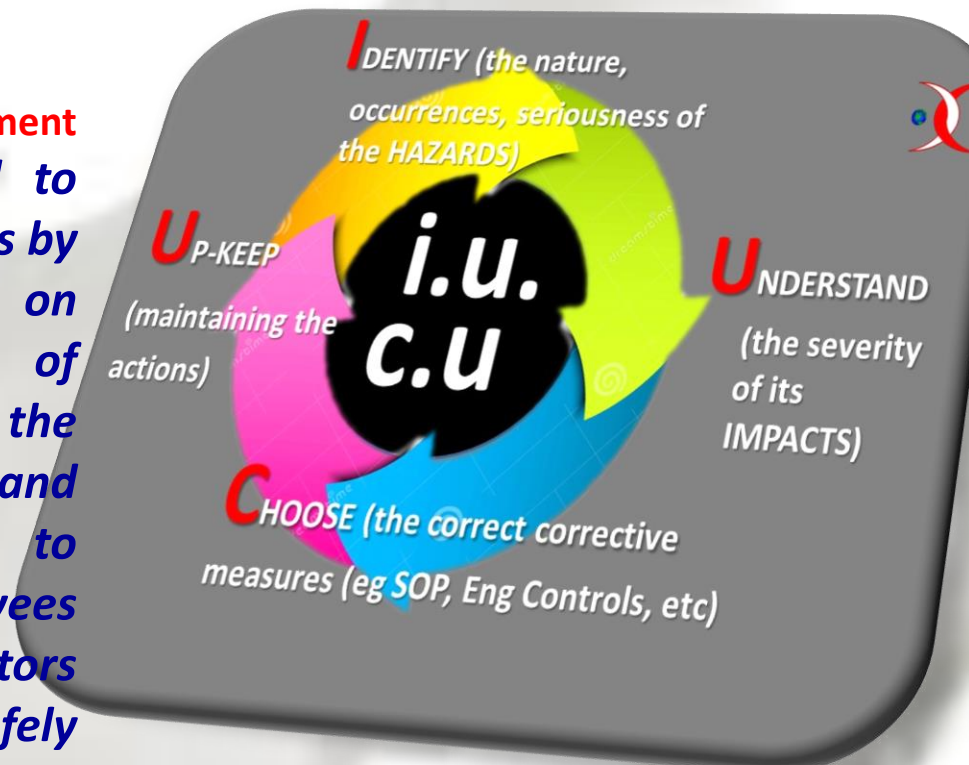 ment
to
s by
on
of
the
and
to
yees
tors
fely
IDENTIFY (the nature,
occurrences, seriousness of
the HAZARDS)
UP-KEEP
(maintaining the
actions)
i.u.
c.u
UNDERSTAND
(the severity
of its
IMPACTS)
CHOOSE (the correct corrective
measures (eg SOP, Eng Controls, etc)